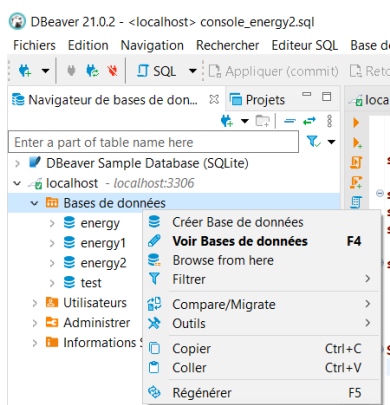 DBeaver 21.0.2 - <localhost> console_energy2.sql
Fichiers Edition Navigation Rechercher Editeur SQL Base d
SQL Appliquer (commit) Reto
Navigateur de bases de don... Projets loca
Enter a part of table name here
DBeaver Sample Database (SQLite)
localhost - localhost:3306
Bases de données
energy
energy1
energy2
test
Utilisateurs
Administrer
Informations S
Créer Base de données
Voir Bases de données F4
Browse from here
Filtrer
Compare/Migrate
Outils
Copier Ctrl+C
Coller Ctrl+V
Régénérer F5